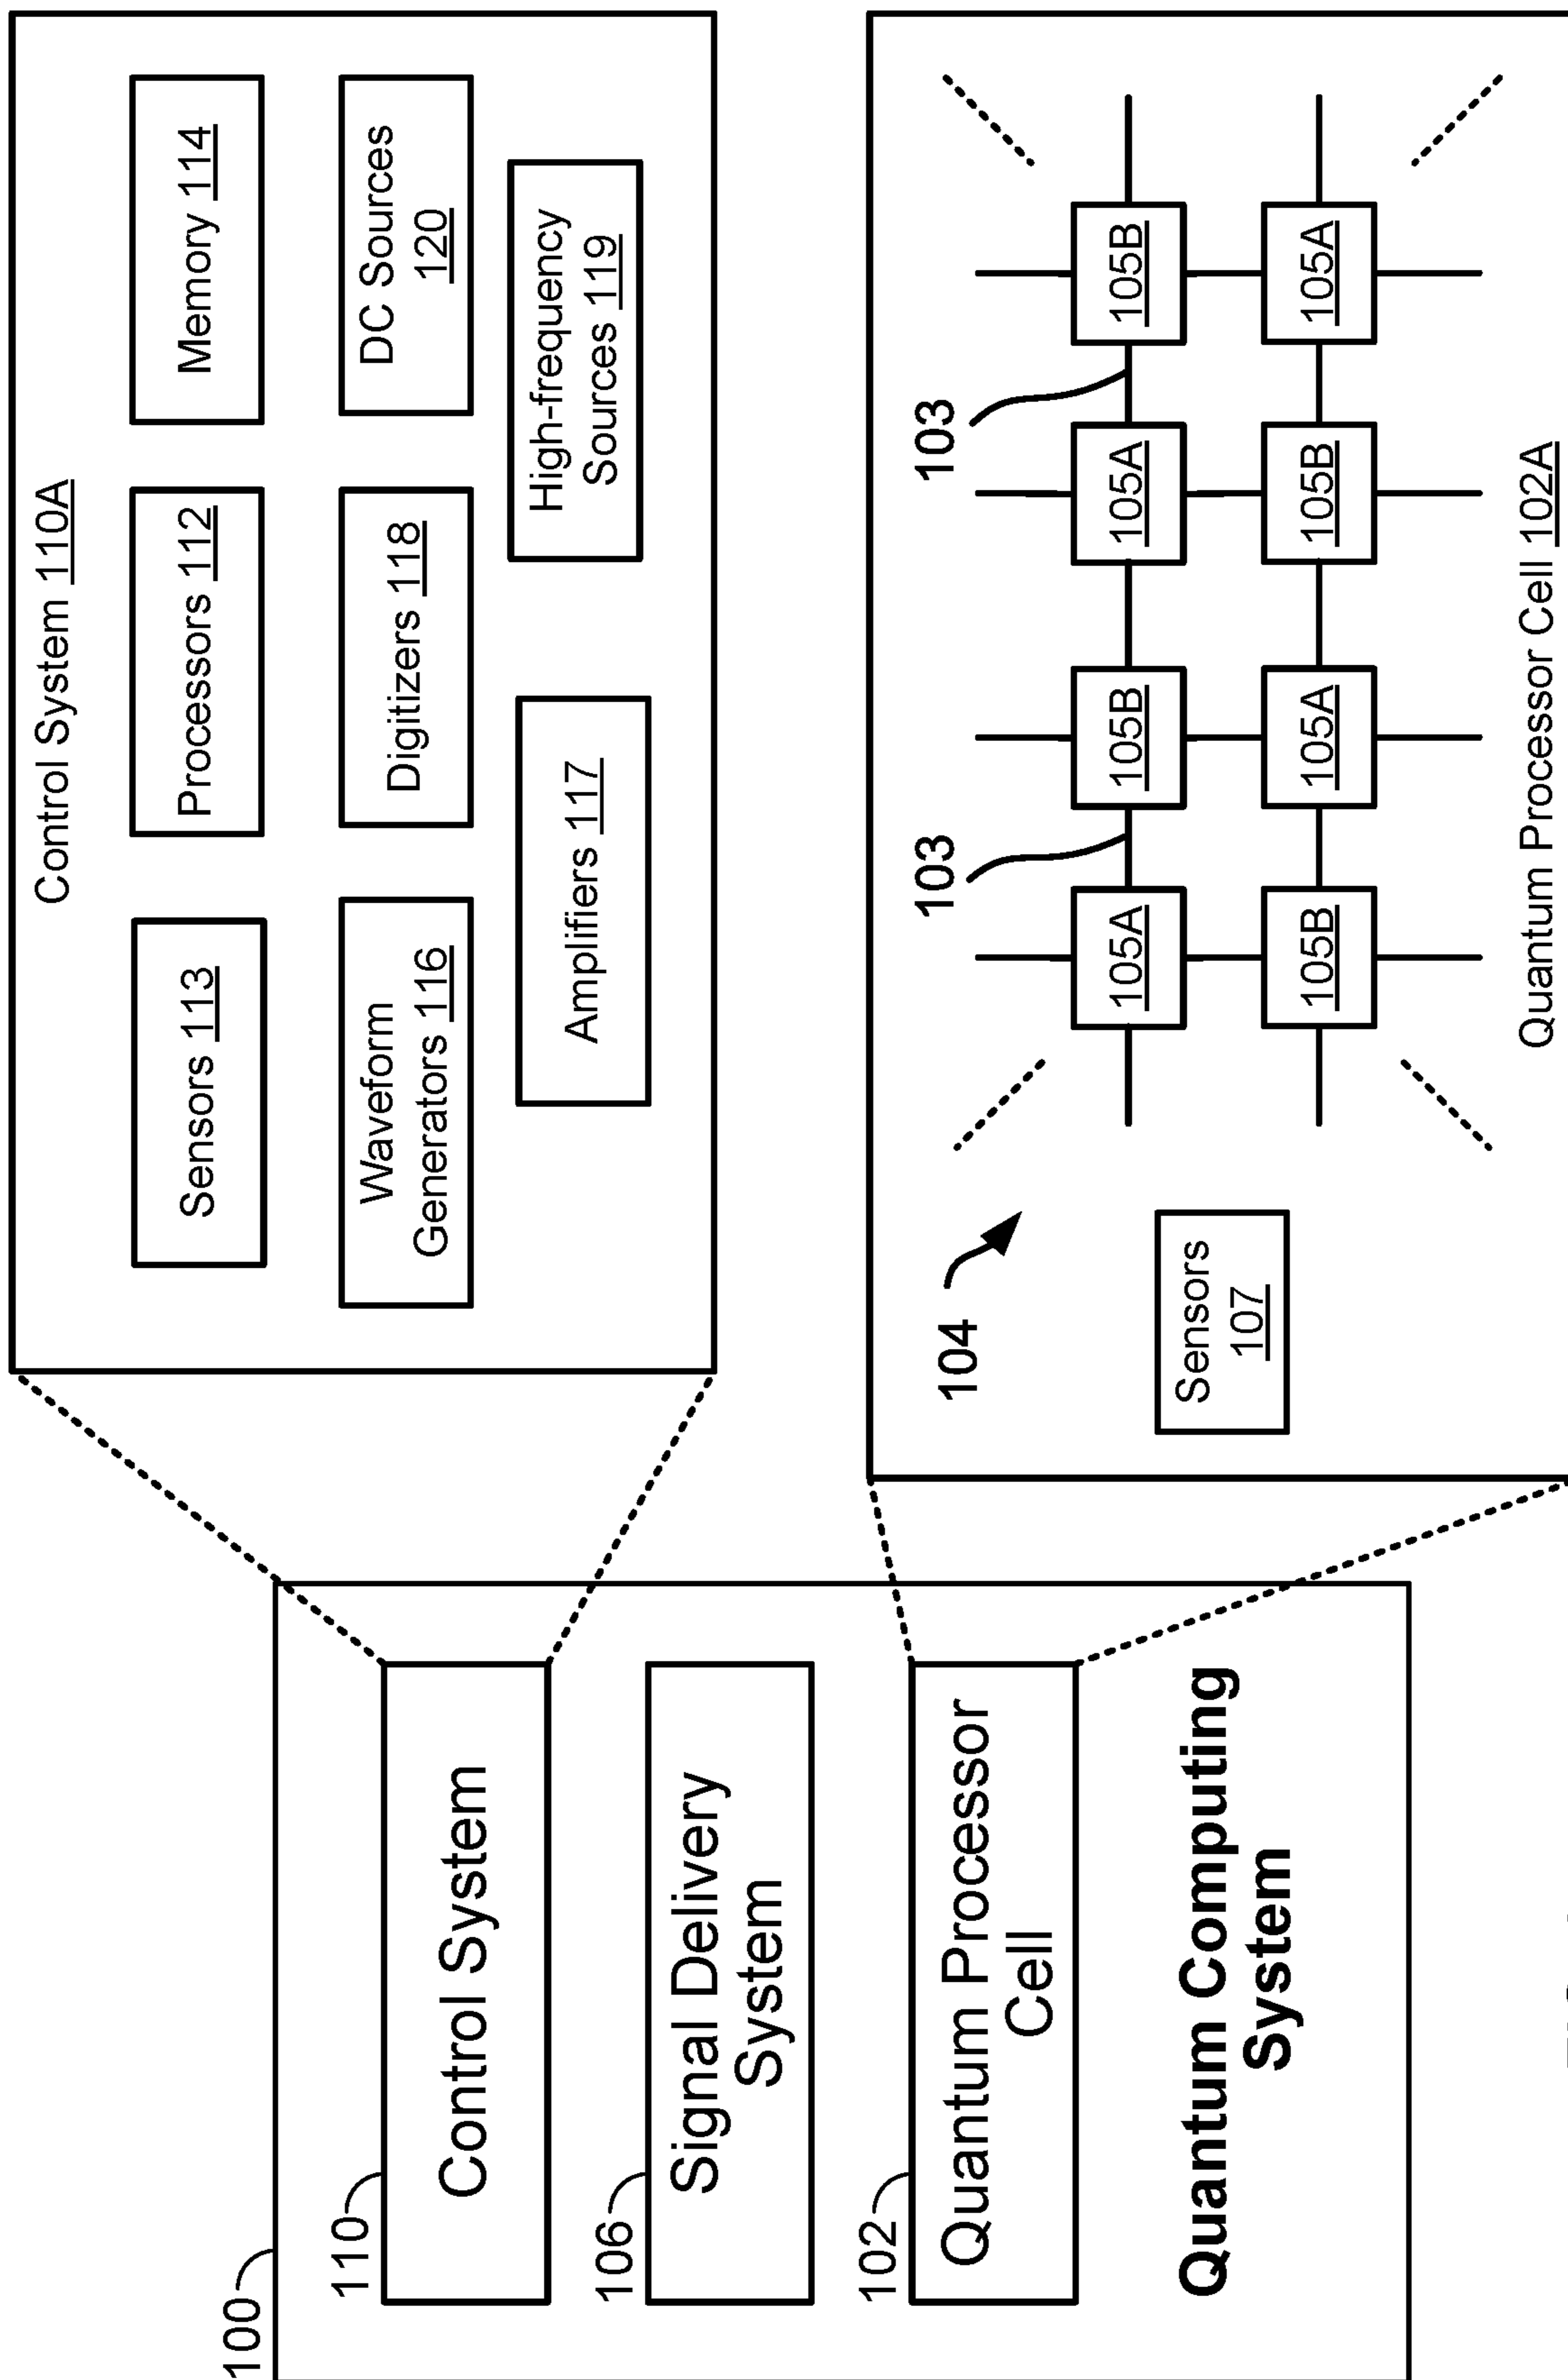 100
110
Control System
106
Signal Delivery
System
102
Quantum Processor
Cell
Quantum Computing
System
Control System 110A
Sensors 113
Processors 112
Memory 114
Waveform
Generators 116
Digitizers 118
DC Sources
120
Amplifiers 117
High-frequency
Sources 119
104
103
103
Sensors
107
105A
105B
105A
105B
105B
105A
105B
105A
Quantum Processor Cell 102A